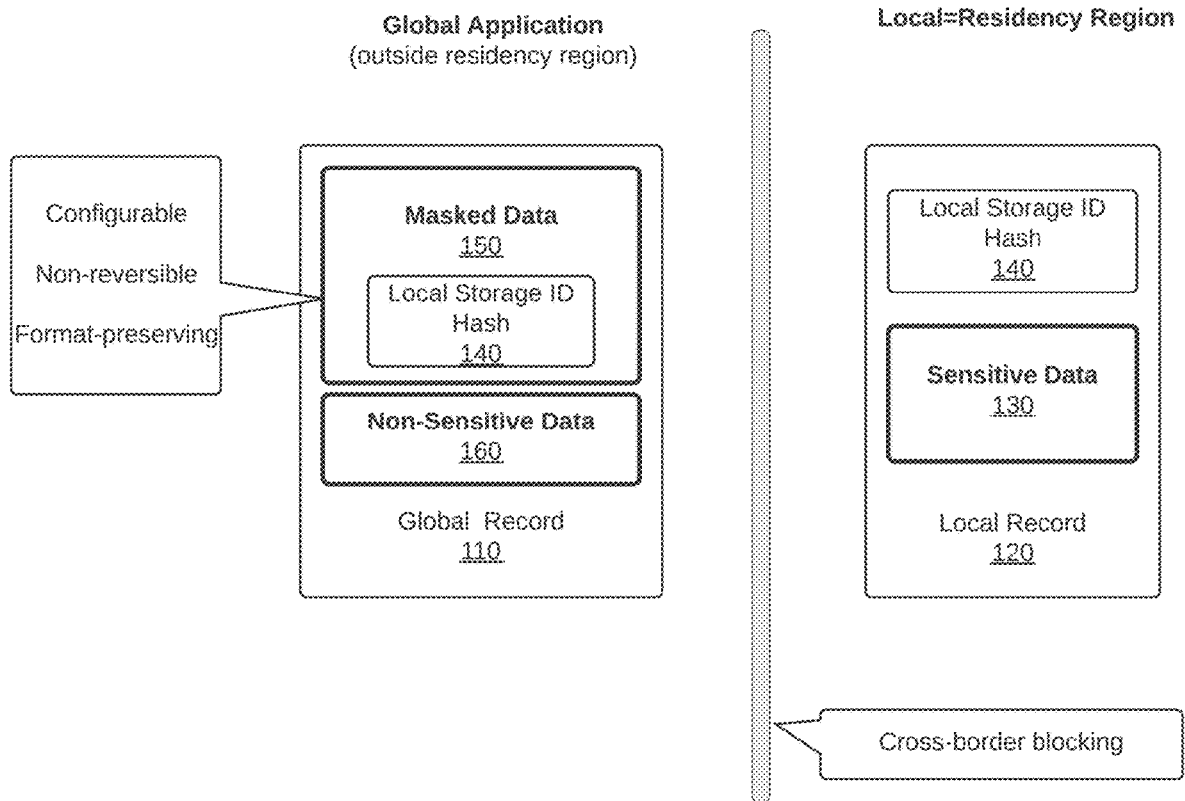 Global Application
(outside residency region)
Local=Residency Region
Configurable
Non-reversible
Format-preserving
Masked Data
150
Local Storage ID
Hash
140
Non-Sensitive Data
160
Global Record
110
Local Storage ID
Hash
140
Sensitive Data
130
Local Record
120
Cross-border blocking